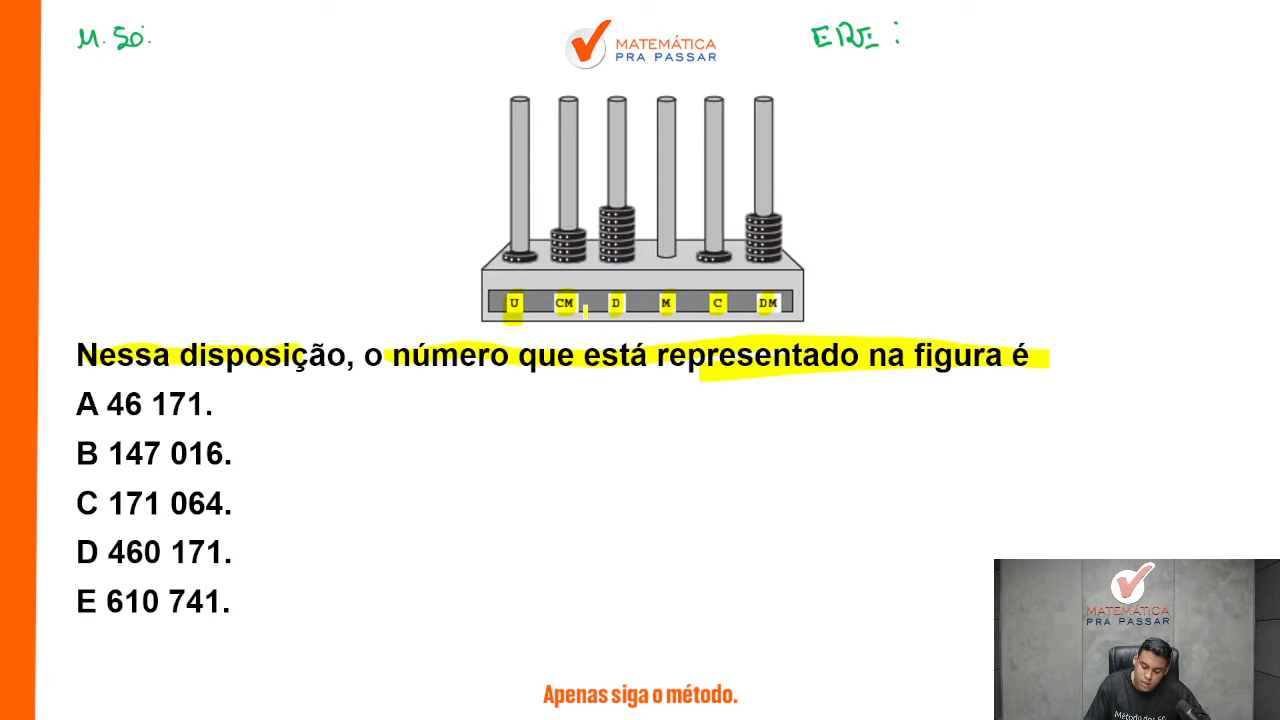 M. SO:
MATEMÁTICA
PRA PASSAR
ERE:
U CM D M C DM
Nessa disposição, o número que está representado na figura é
A 46 171.
B 147 016.
C 171 064.
D 460 171.
E 610 741.
MATEMÁTICA
PRA PASSAR
Apenas siga o método.